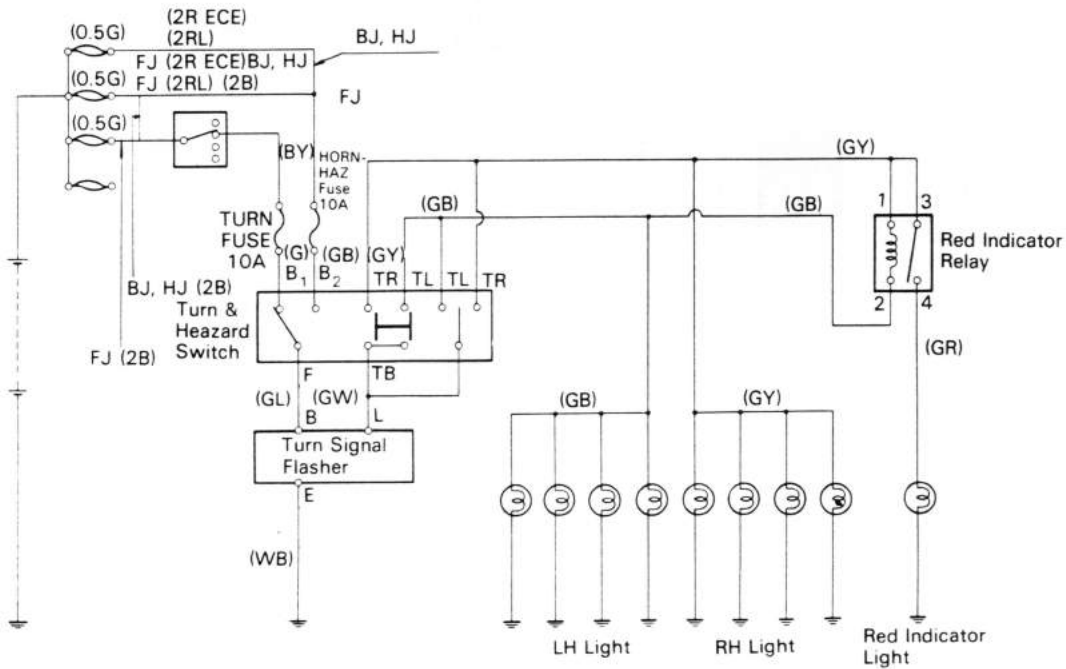 (2R ECE)
(0.5G) (2RL) BJ, HJ
FJ (2R ECE)BJ, HJ
(0.5G) FJ (2RL) (2B) FJ
(0.5G)
(BY) HORN-
HAZ
Fuse
10A
(GY)
(GB) (GB)
1 3
TURN
FUSE
10A
(G) (GB) (GY)
B1 B2 TR TL TL TR
Red Indicator
Relay
2 4
BJ, HJ (2B)
Turn &
Heazard
Switch
FJ (2B)
F TB
(GR)
(GL) (GW) (GB) (GY)
B L
Turn Signal
Flasher
E
(WB)
LH Light RH Light Red Indicator
Light